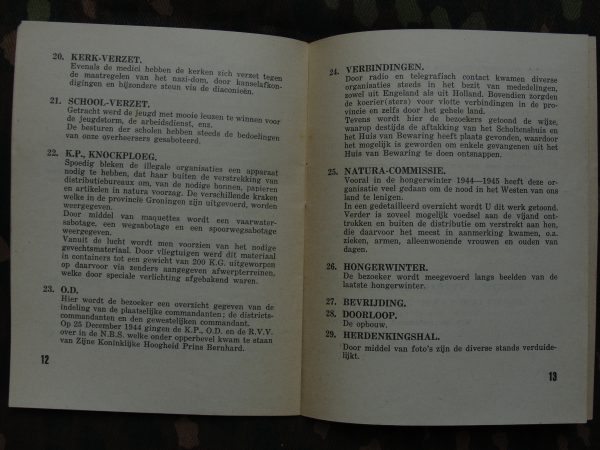 20. KERK-VERZET.
Evenals de medici hebben de kerken zich verzet tegen
de maatregelen van het nazi-dom, door kanselafkon-
digingen en bijzondere steun via de diaconieën.
21. SCHOOL-VERZET.
Getracht werd de jeugd met mooie leuzen te winnen voor
de jeugdstorm, de arbeidsdienst, enz.
De besturen der scholen hebben steeds de bedoelingen
van onze overheersers gesaboteerd.
22. K.P., KNOCKPLOEG.
Spoedig bleken de illegale organisaties een apparaat
nodig te hebben, dat haar buiten de verstrekking van
distributiebureaux om, van de nodige bonnen, papieren
en artikelen in natura voorzag. De verschillende kraken
welke in de provincie Groningen zijn uitgevoerd, worden
weergegeven.
Door middel van maquettes wordt een vaarwater-
sabotage, een wegsabotage en een spoorwegsabotage
weergegeven.
Vanuit de lucht werd men voorzien van het nodige
gevechtsmateriaal. Door vliegtuigen werd dit materiaal
in containers tot een gewicht van 200 K.G. uitgeworpen
op daarvoor via zenders aangegeven afwerpterreinen,
welke door speciale verlichting afgebakend waren.
23. O.D.
Hier wordt de bezoeker een overzicht gegeven van de
indeling van de plaatselijke commandanten; de districts-
commandanten en den gewestelijken commandant.
Op 25 December 1944 gingen de K.P., O.D. en de R.V.V.
over in de N.B.S. welke onder opperbevel kwam te staan
van Zijne Koninklijke Hoogheid Prins Bernhard.
12
24. VERBINDINGEN.
Door radio en telegrafisch contact kwamen diverse
organisaties steeds in het bezit van mededelingen,
zowel uit Engeland als uit Holland. Bovendien zorgden
de koerier(sters) voor vlotte verbindingen in de pro-
vincie en zelfs door het gehele land.
Tevens wordt hier de bezoekers getoond de wijze,
waarop destijds de aftakking van het Scholtenshuis en
het Huis van Bewaring heeft plaats gevonden, waardoor
het mogelijk is geworden om enkele gevangenen uit het
Huis van Bewaring te doen ontsnappen.
25. NATURA-COMMISSIE.
Vooral in de hongerwinter 1944—1945 heeft deze or-
ganisatie veel gedaan om de nood in het Westen van ons
land te lenigen.
In een gedetailleerd overzicht wordt U dit werk getoond.
Verder is zoveel mogelijk voedsel aan de vijand ont-
trokken en buiten de distributie om verstrekt aan hen,
die daarvoor het meest in aanmerking kwamen, o.a.
zieken, armen, alleenwonende vrouwen en ouden van
dagen.
26. HONGERWINTER.
De bezoeker wordt meegevoerd langs beelden van de
laatste hongerwinter.
27. BEVRIJDING.
28. DOORLOOP.
De opbouw.
29. HERDENKINGSHAL.
Door middel van foto's zijn de diverse stands verduide-
lijkt.
13